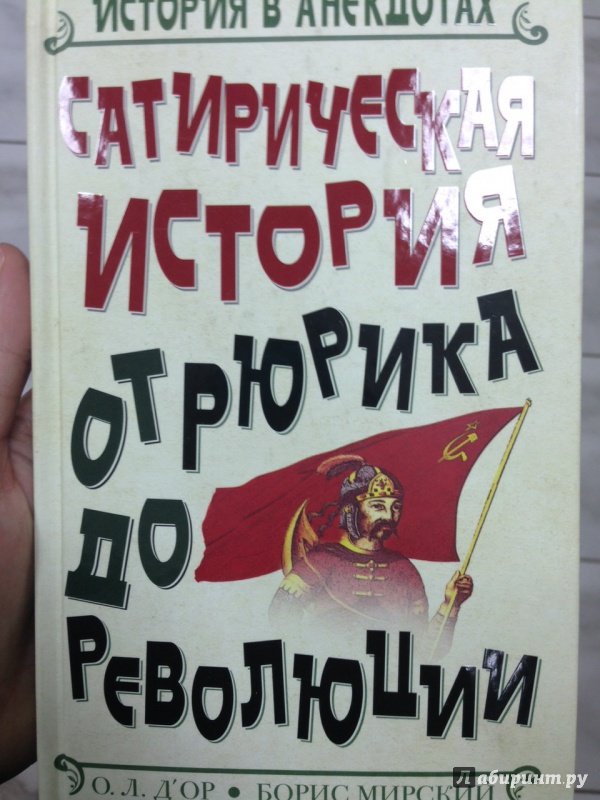 ИСТОРИЯ В АНЕКДОТАХ
САТИРИЧЕСКАЯ
ИСТОРИЯ
ОТ РЮРИКА
ДО
РЕВОЛЮЦИИ
О. Л. Д'ОР • БОРИС МИРСКИЙ
Лабиринт.ру